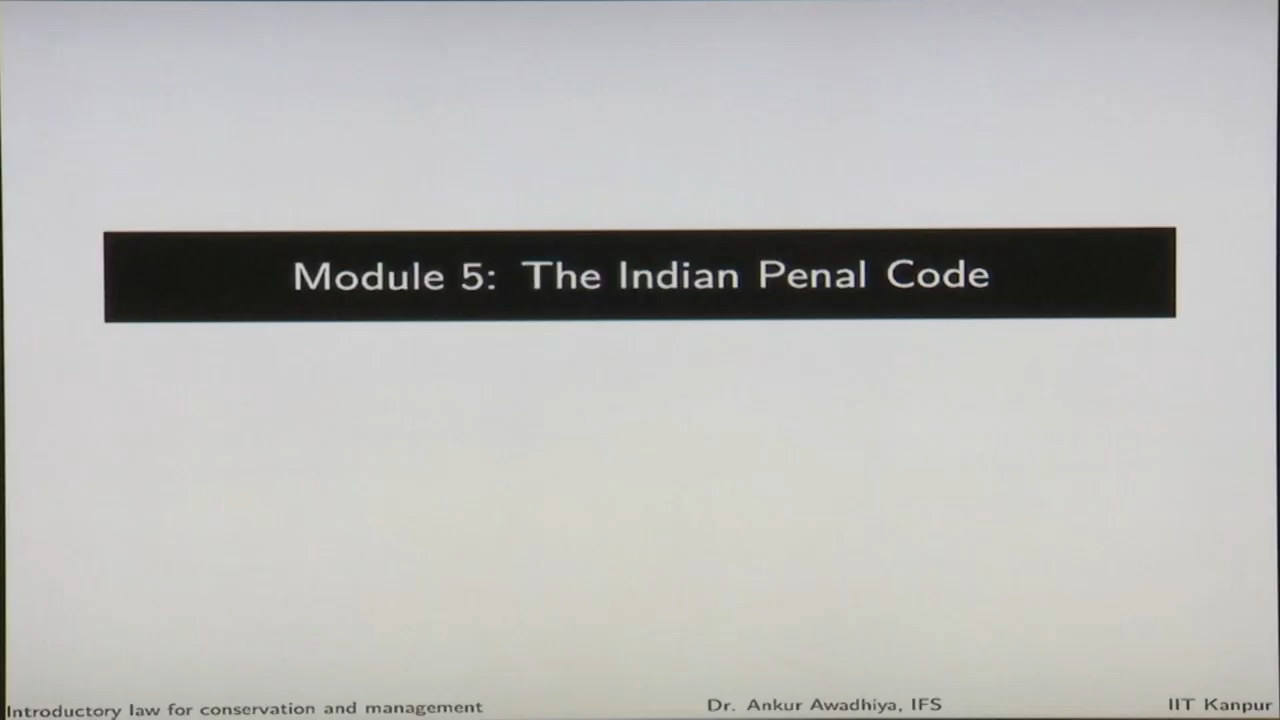 Module 5: The Indian Penal Code
Introductory law for conservation and management Dr. Ankur Awadhiya, IFS IIT Kanpur